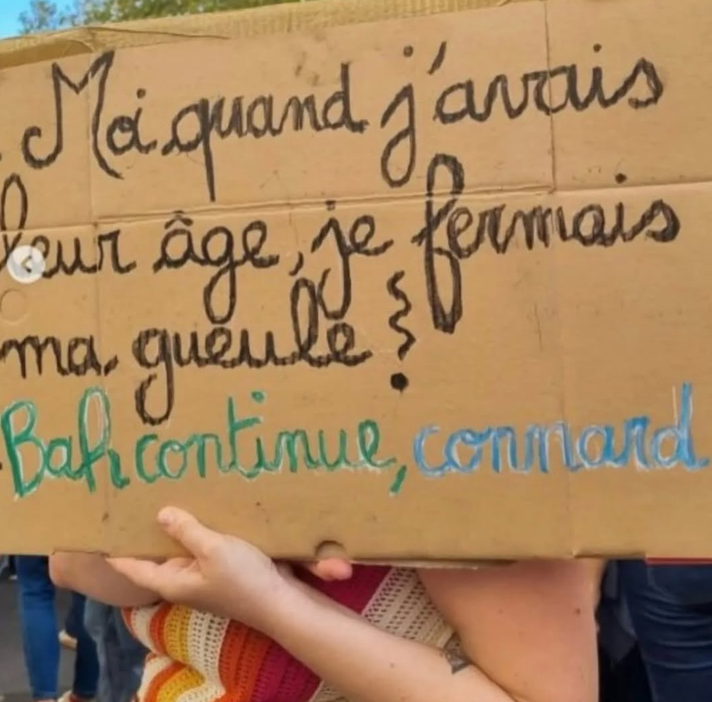 - Moi quand j'avais
leur âge, je fermais
ma gueule !
- Bah continue, connard